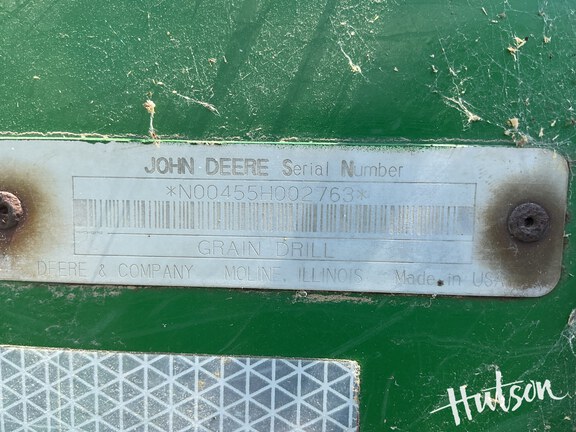 JOHN DEERE Serial Number
*N00455H002763*
GRAIN DRILL
DEERE & COMPANY MOLINE, ILLINOIS Made in USA
Hutson